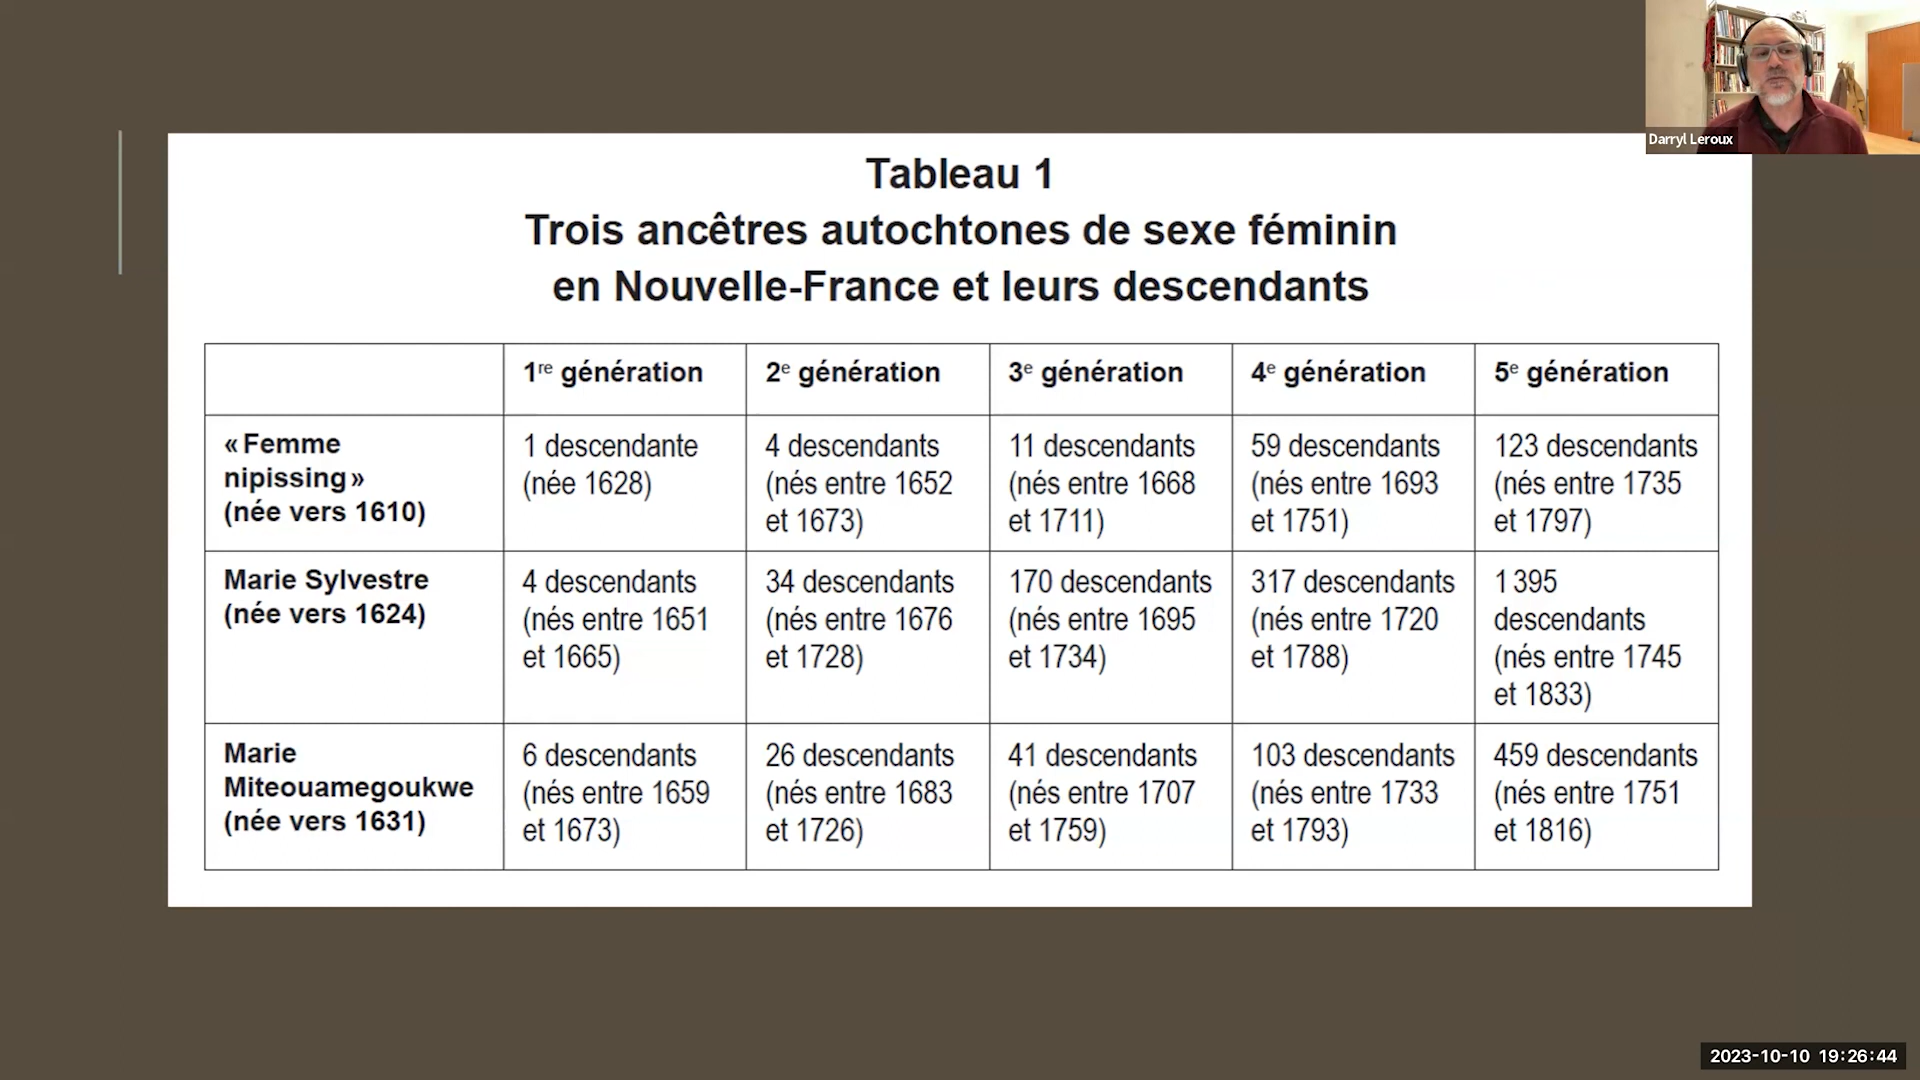 Darryl Leroux
Tableau 1
Trois ancêtres autochtones de sexe féminin
en Nouvelle-France et leurs descendants
1re génération
2e génération
3e génération
4e génération
5e génération
« Femme
nipissing »
(née vers 1610)
1 descendante
(née 1628)
4 descendants
(nés entre 1652
et 1673)
11 descendants
(nés entre 1668
et 1711)
59 descendants
(nés entre 1693
et 1751)
123 descendants
(nés entre 1735
et 1797)
Marie Sylvestre
(née vers 1624)
4 descendants
(nés entre 1651
et 1665)
34 descendants
(nés entre 1676
et 1728)
170 descendants
(nés entre 1695
et 1734)
317 descendants
(nés entre 1720
et 1788)
1 395
descendants
(nés entre 1745
et 1833)
Marie
Miteouamegoukwe
(née vers 1631)
6 descendants
(nés entre 1659
et 1673)
26 descendants
(nés entre 1683
et 1726)
41 descendants
(nés entre 1707
et 1759)
103 descendants
(nés entre 1733
et 1793)
459 descendants
(nés entre 1751
et 1816)
2023-10-10 19:26:44